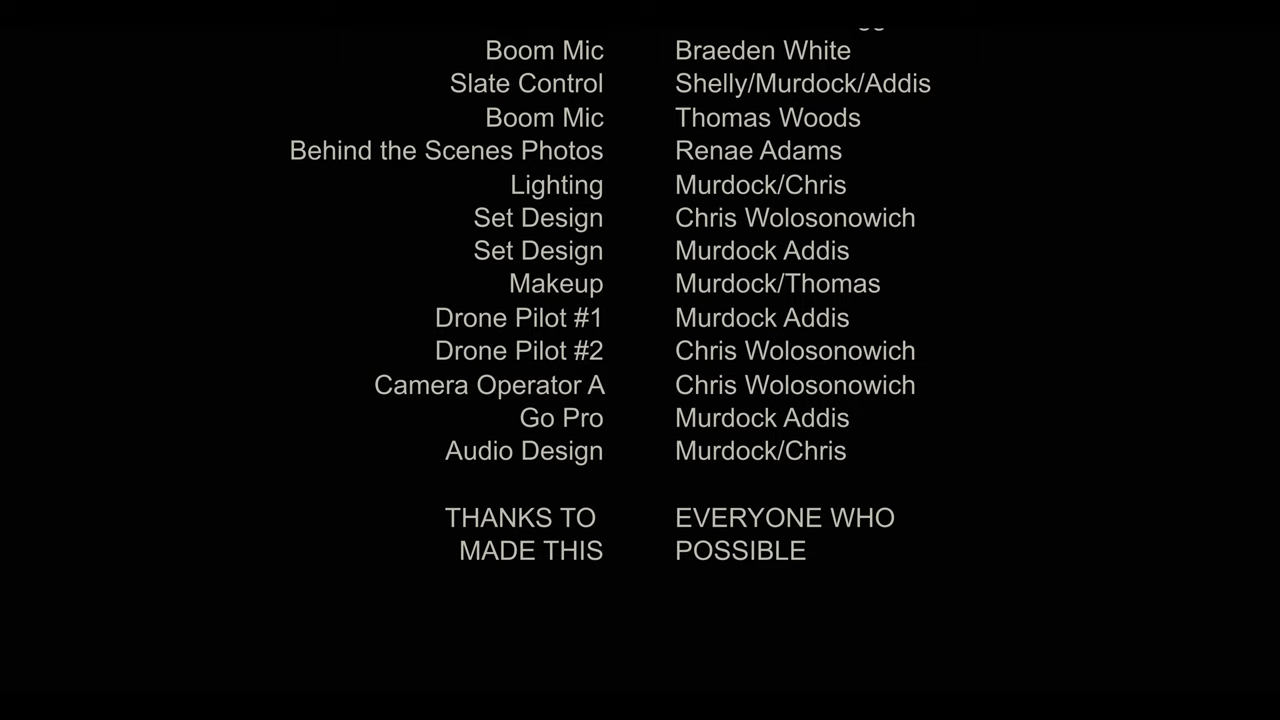 Boom Mic Braeden White
Slate Control Shelly/Murdock/Addis
Boom Mic Thomas Woods
Behind the Scenes Photos Renae Adams
Lighting Murdock/Chris
Set Design Chris Wolosonowich
Set Design Murdock Addis
Makeup Murdock/Thomas
Drone Pilot #1 Murdock Addis
Drone Pilot #2 Chris Wolosonowich
Camera Operator A Chris Wolosonowich
Go Pro Murdock Addis
Audio Design Murdock/Chris
THANKS TO EVERYONE WHO
MADE THIS POSSIBLE